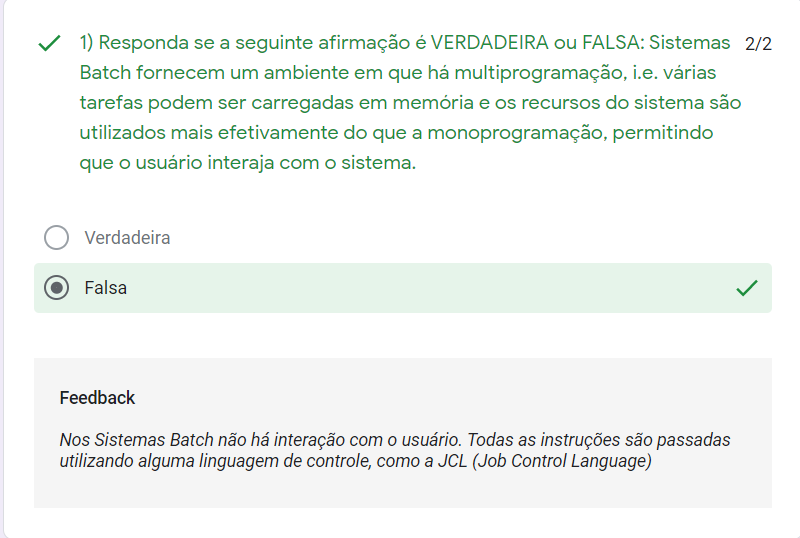 1) Responda se a seguinte afirmação é VERDADEIRA ou FALSA: Sistemas 2/2
Batch fornecem um ambiente em que há multiprogramação, i.e. várias
tarefas podem ser carregadas em memória e os recursos do sistema são
utilizados mais efetivamente do que a monoprogramação, permitindo
que o usuário interaja com o sistema.
Verdadeira
Falsa
Feedback
Nos Sistemas Batch não há interação com o usuário. Todas as instruções são passadas
utilizando alguma linguagem de controle, como a JCL (Job Control Language)